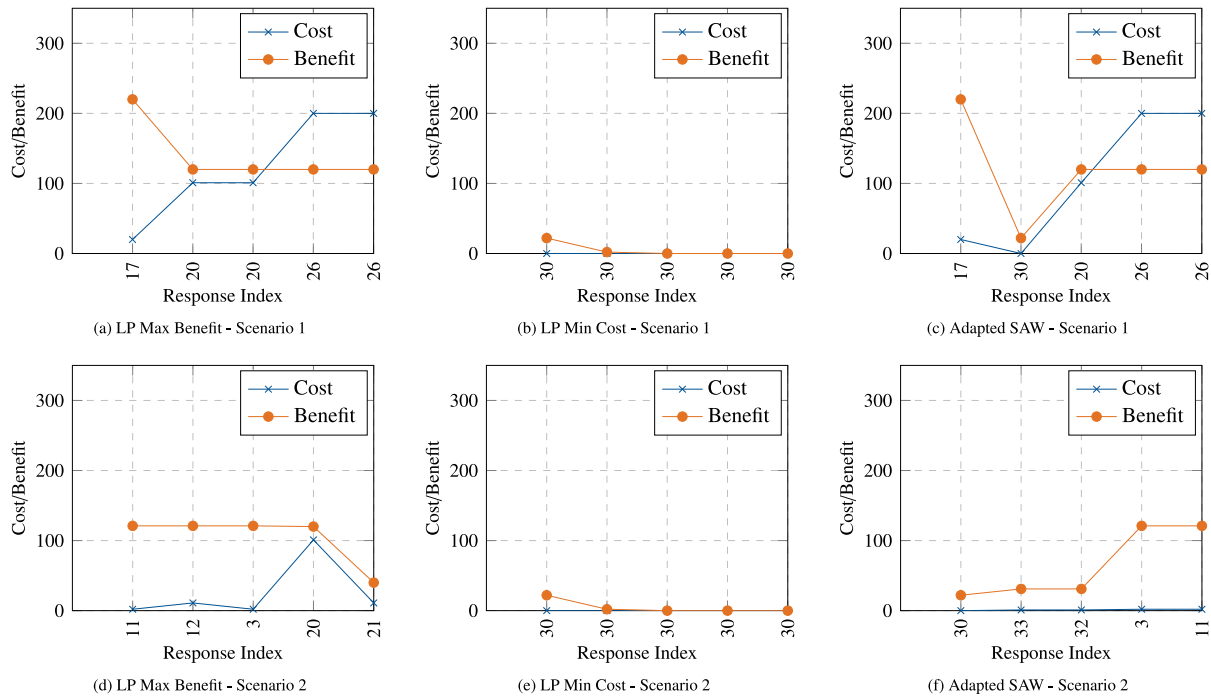 300
200
100
0
Cost/Benefit
Cost
Benefit
17
20
20
26
26
Response Index
(a) LP Max Benefit - Scenario 1
300
200
100
0
Cost/Benefit
Cost
Benefit
30
30
30
30
30
Response Index
(b) LP Min Cost - Scenario 1
300
200
100
0
Cost/Benefit
Cost
Benefit
17
30
20
26
26
Response Index
(c) Adapted SAW - Scenario 1
300
200
100
0
Cost/Benefit
Cost
Benefit
11
12
3
20
21
Response Index
(d) LP Max Benefit - Scenario 2
300
200
100
0
Cost/Benefit
Cost
Benefit
30
30
30
30
30
Response Index
(e) LP Min Cost - Scenario 2
300
200
100
0
Cost/Benefit
Cost
Benefit
30
33
32
3
11
Response Index
(f) Adapted SAW - Scenario 2